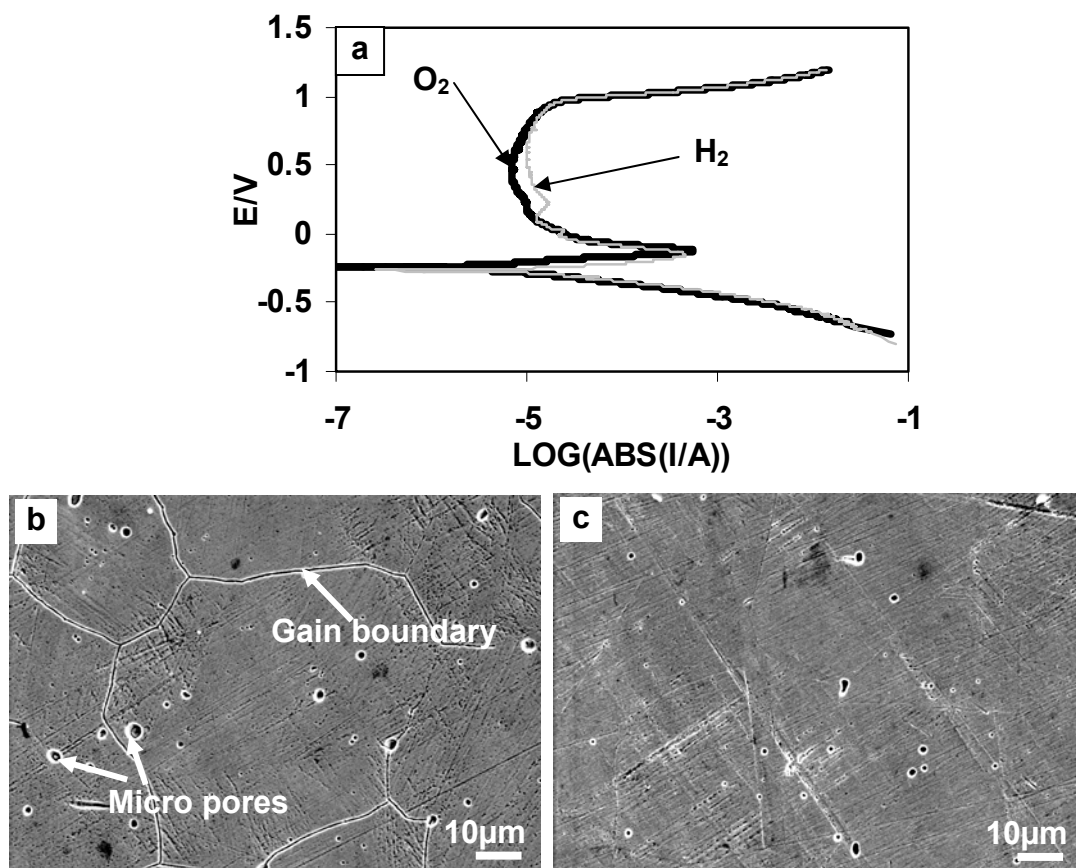 a
1.5
1
0.5
0
-0.5
-1
E/V
O₂
H₂
-7 -5 -3 -1
LOG(ABS(I/A))
b
Gain boundary
Micro pores
10µm
c
10µm